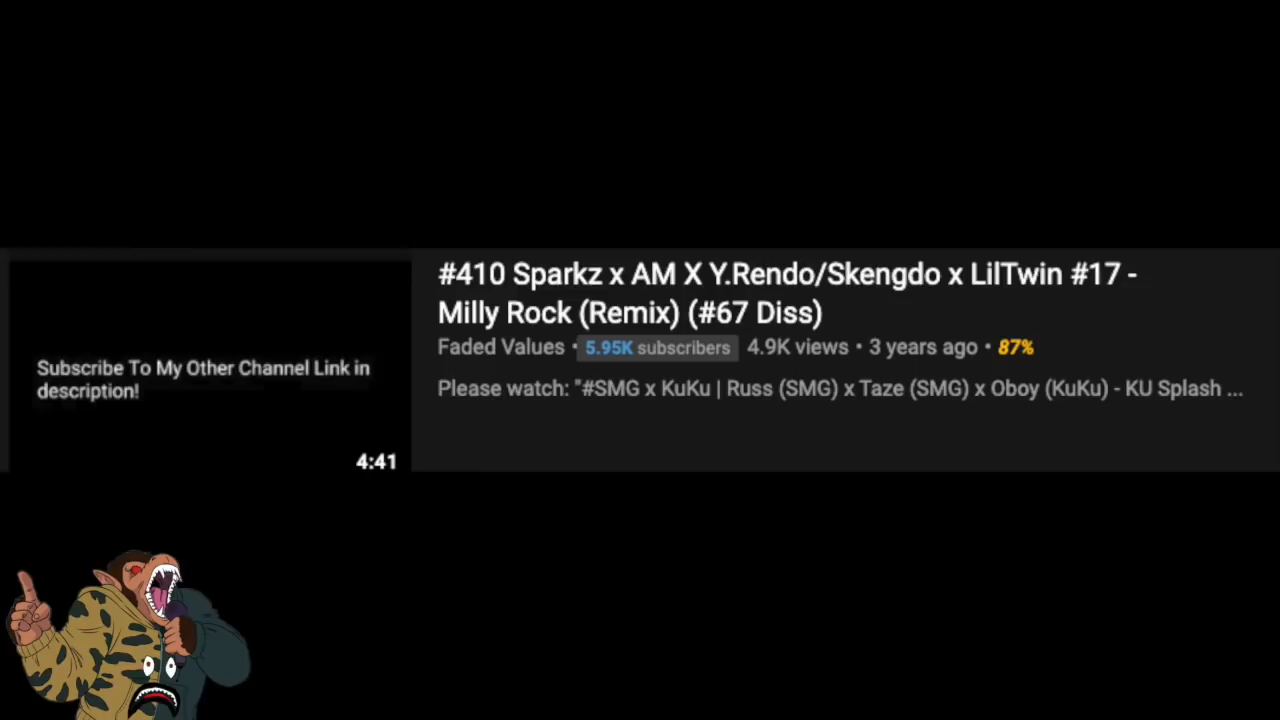 #410 Sparkz x AM X Y.Rendo/Skengdo x LilTwin #17 -
Milly Rock (Remix) (#67 Diss)
Faded Values • 5.95K subscribers 4.9K views • 3 years ago • 87%
Please watch: "#SMG x KuKu | Russ (SMG) x Taze (SMG) x Oboy (KuKu) - KU Splash ...
Subscribe To My Other Channel Link in
description!
4:41